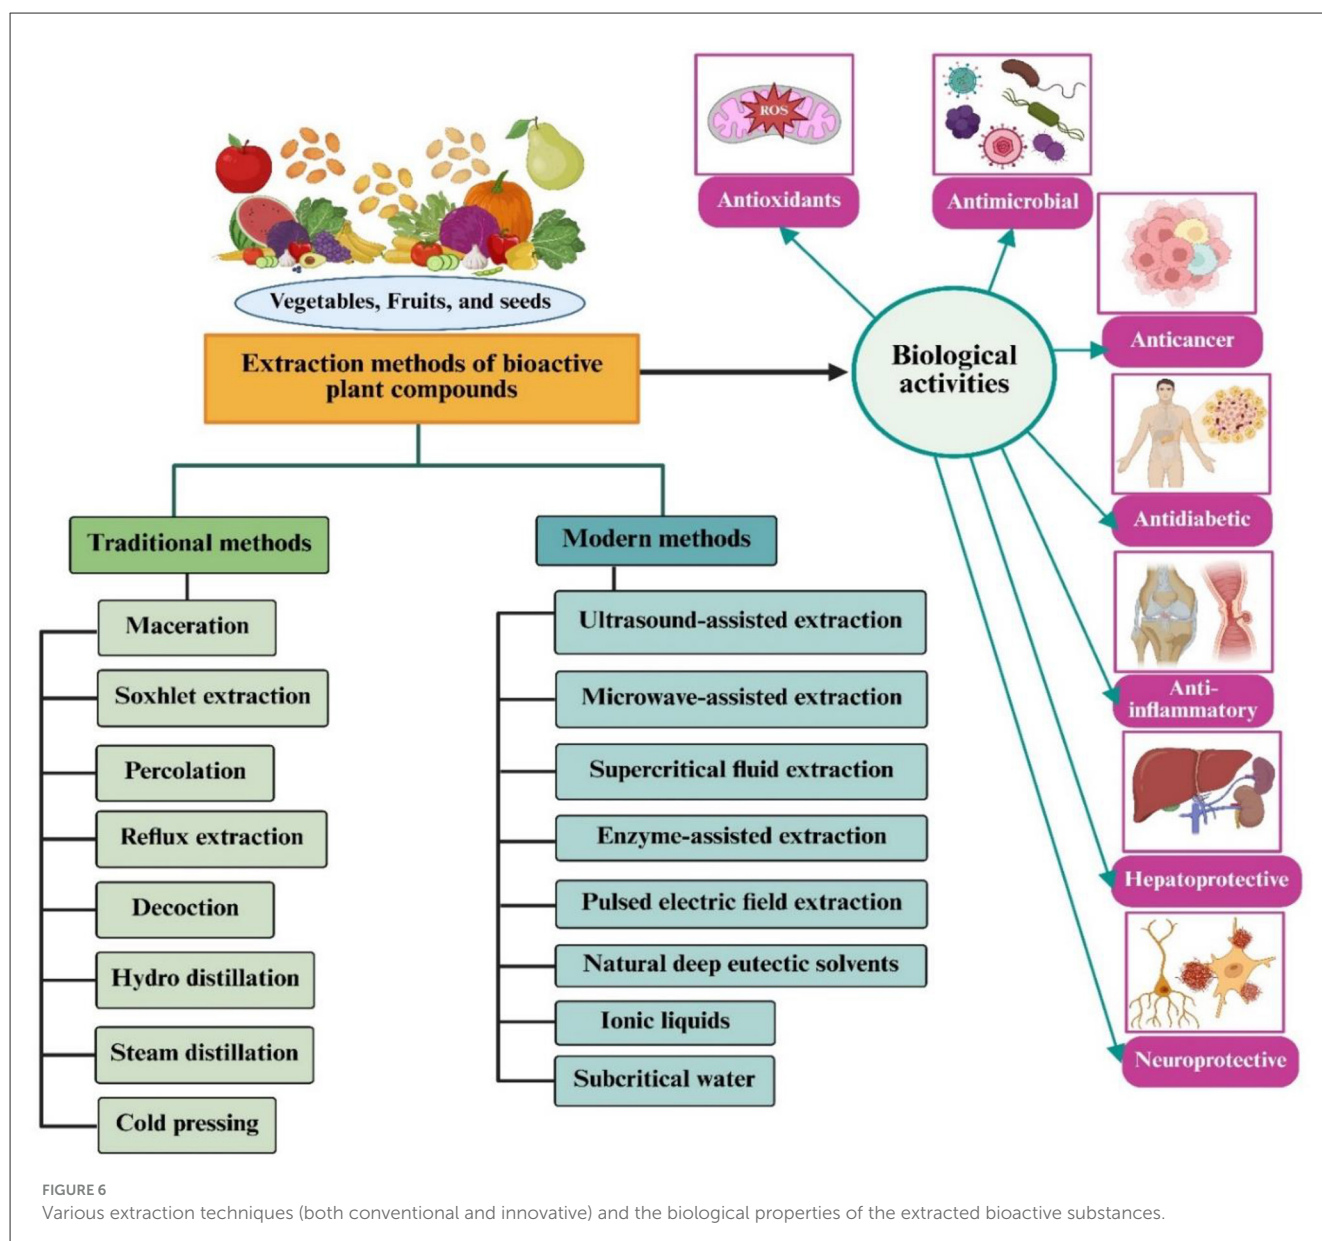 ROS
Antioxidants
Antimicrobial
Vegetables, Fruits, and seeds
Extraction methods of bioactive
plant compounds
Biological
activities
Anticancer
Antidiabetic
Anti-
inflammatory
Hepatoprotective
Neuroprotective
Traditional methods
Maceration
Soxhlet extraction
Percolation
Reflux extraction
Decoction
Hydro distillation
Steam distillation
Cold pressing
Modern methods
Ultrasound-assisted extraction
Microwave-assisted extraction
Supercritical fluid extraction
Enzyme-assisted extraction
Pulsed electric field extraction
Natural deep eutectic solvents
Ionic liquids
Subcritical water
FIGURE 6
Various extraction techniques (both conventional and innovative) and the biological properties of the extracted bioactive substances.